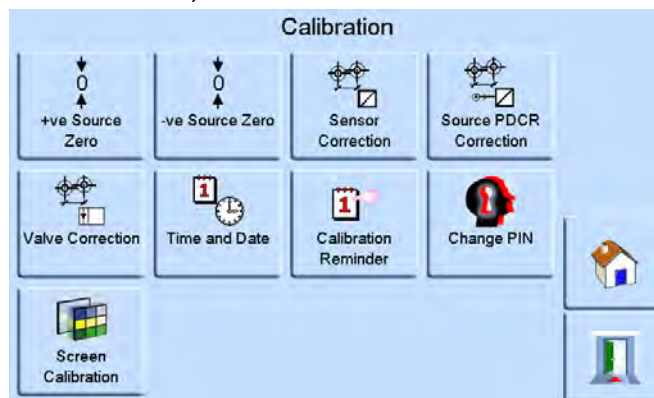 Calibration
0
+ve Source
Zero
0
-ve Source Zero
Sensor
Correction
Source PDCR
Correction
Valve Correction
1
Time and Date
1
Calibration
Reminder
Change PIN
Screen
Calibration